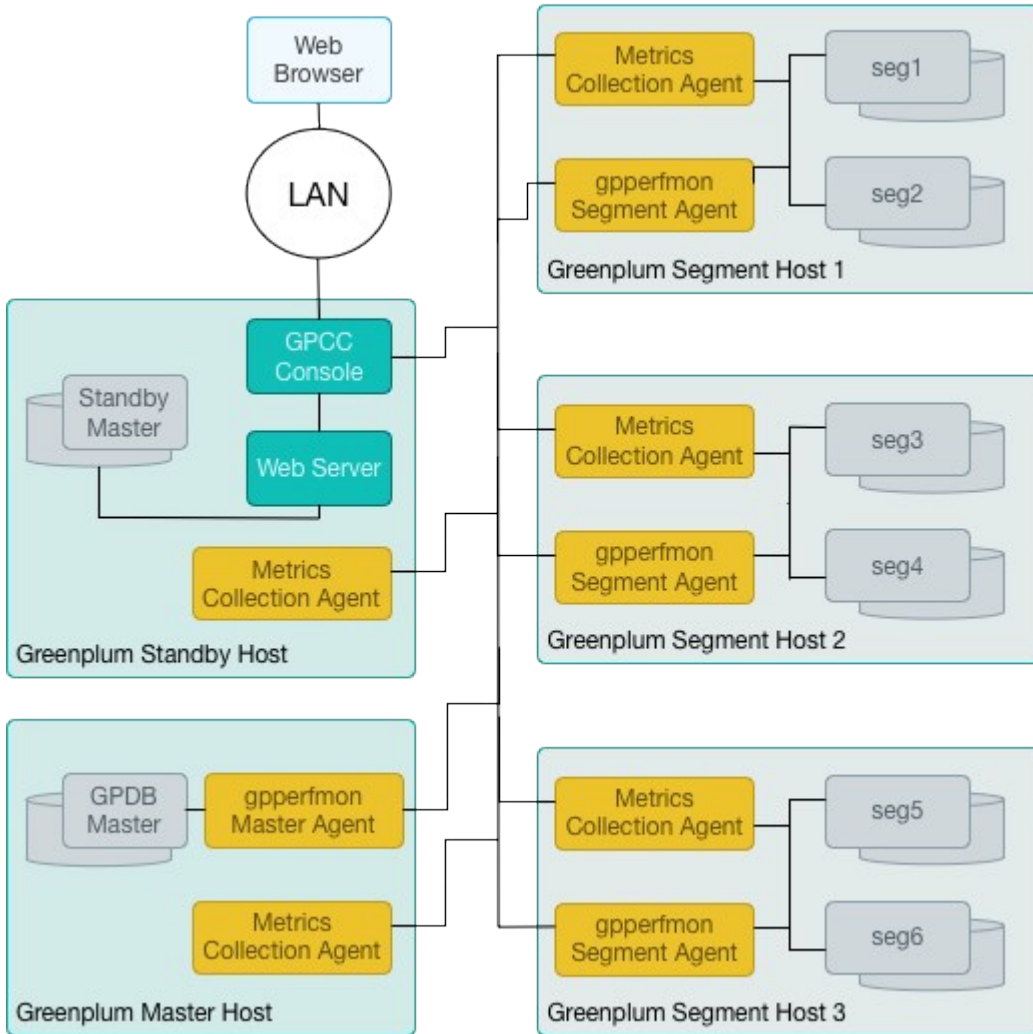 Web
Browser
LAN
GPCC
Console
Standby
Master
Web Server
Metrics
Collection Agent
Greenplum Standby Host
GPDB
Master
gpperfmon
Master Agent
Metrics
Collection Agent
Greenplum Master Host
Metrics
Collection Agent
seg1
gpperfmon
Segment Agent
seg2
Greenplum Segment Host 1
Metrics
Collection Agent
seg3
gpperfmon
Segment Agent
seg4
Greenplum Segment Host 2
Metrics
Collection Agent
seg5
gpperfmon
Segment Agent
seg6
Greenplum Segment Host 3